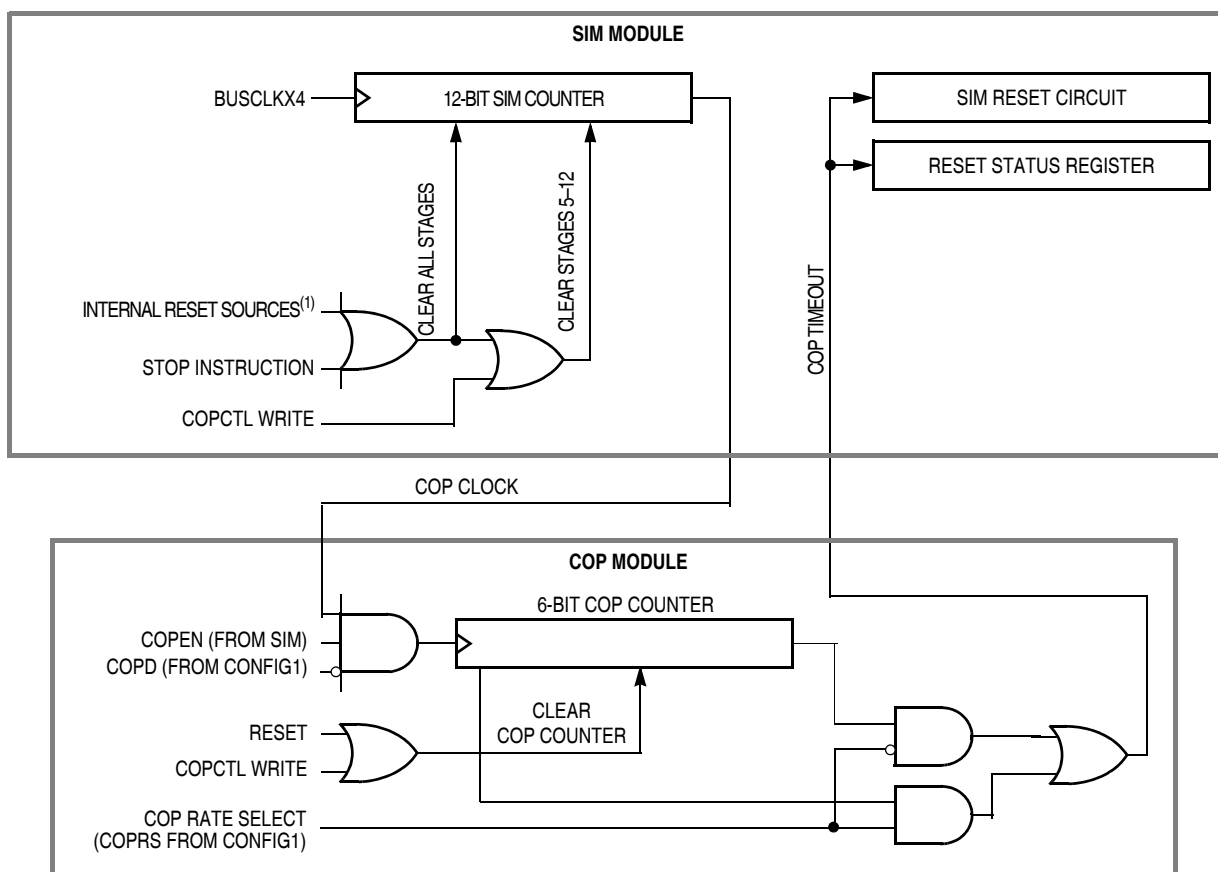 SIM MODULE
BUSCLKX4
12-BIT SIM COUNTER
SIM RESET CIRCUIT
RESET STATUS REGISTER
CLEAR ALL STAGES
CLEAR STAGES 5–12
INTERNAL RESET SOURCES(1)
STOP INSTRUCTION
COPCTL WRITE
COP TIMEOUT
COP CLOCK
COP MODULE
6-BIT COP COUNTER
COPEN (FROM SIM)
COPD (FROM CONFIG1)
CLEAR
COP COUNTER
RESET
COPCTL WRITE
COP RATE SELECT
(COPRS FROM CONFIG1)